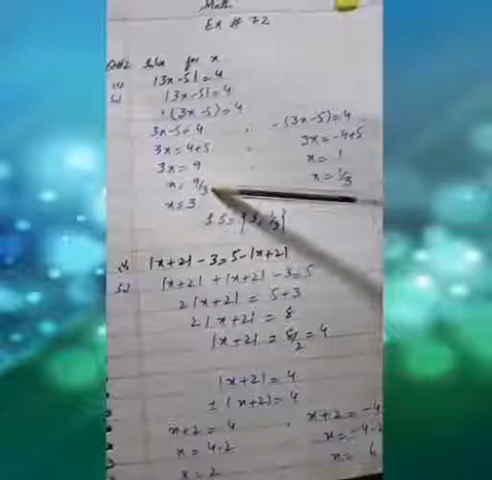 Math
Ex # 72
Q#2 Solve for x
(i) |3x-5| = 4
Sol |3x-5| = 4
±(3x-5) = 4
3x-5 = 4
-(3x-5) = 4
3x = 4+5
3x = -4+5
3x = 9
x = 1
x = 9/3
x = 1/3
x = 3
S.S = { , 1/3}
|x+2| - 3 = 5 - |x+2|
Sol |x+2| + |x+2| - 3 = 5
2|x+2| = 5+3
2|x+2| = 8
|x+2| = 8/2 = 4
|x+2| = 4
± (x+2) = 4
x+2 = 4
x+2 = -4
x = 4-2
x = -4-2
x = 2
x = 6